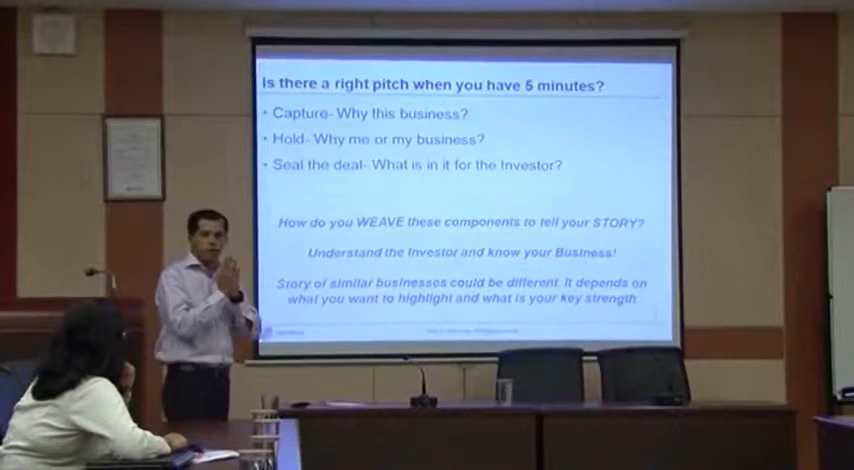 Is there a right pitch when you have 5 minutes?
• Capture- Why this business?
• Hold- Why me or my business?
• Seal the deal- What is in it for the Investor?
How do you WEAVE these components to tell your STORY?
Understand the Investor and know your Business!
Story of similar businesses could be different. It depends on
what you want to highlight and what is your key strength